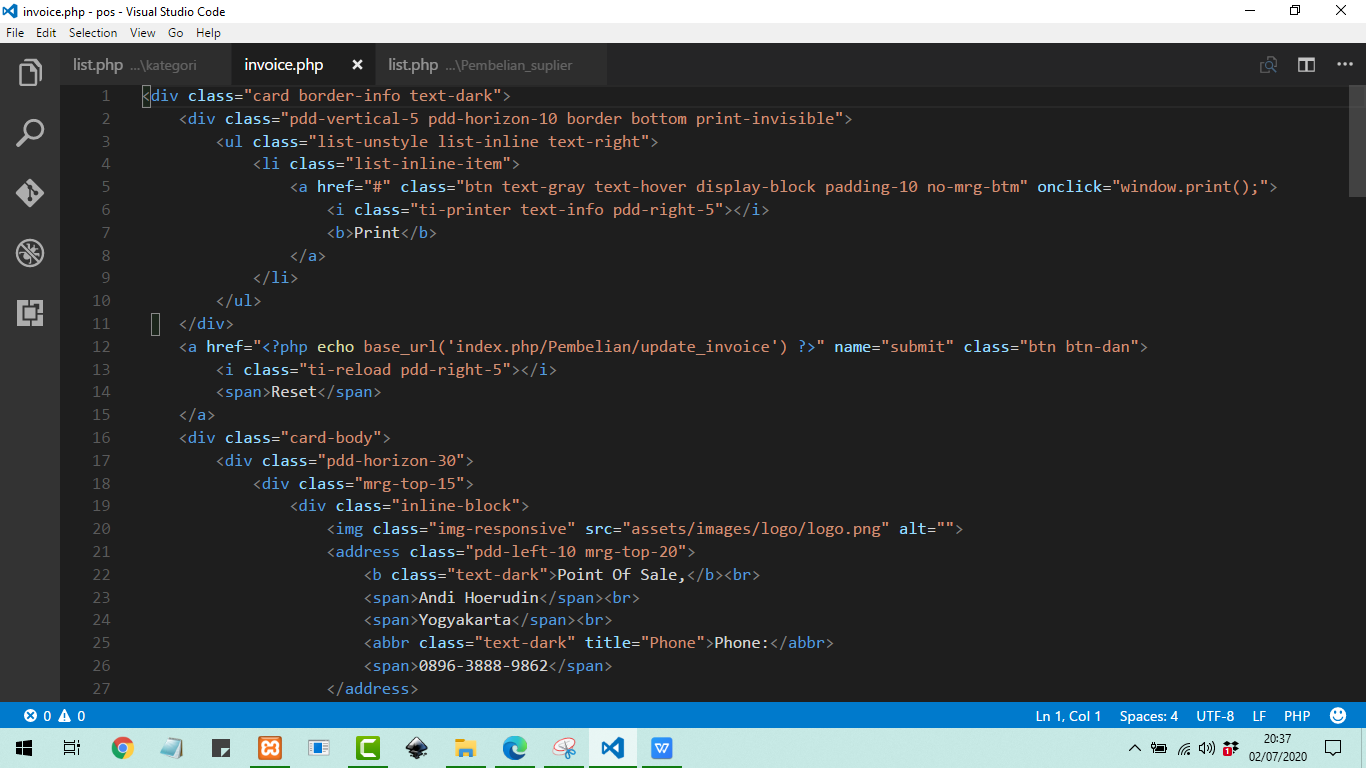 invoice.php - pos - Visual Studio Code
File Edit Selection View Go Help
list.php ...\kategori invoice.php × list.php ...\Pembelian_suplier
1 <div class="card border-info text-dark">
2     <div class="pdd-vertical-5 pdd-horizon-10 border bottom print-invisible">
3         <ul class="list-unstyle list-inline text-right">
4             <li class="list-inline-item">
5                 <a href="#" class="btn text-gray text-hover display-block padding-10 no-mrg-btm" onclick="window.print();">
6                     <i class="ti-printer text-info pdd-right-5"></i>
7                     <b>Print</b>
8                 </a>
9             </li>
10         </ul>
11     </div>
12     <a href="<?php echo base_url('index.php/Pembelian/update_invoice') ?>" name="submit" class="btn btn-dan">
13         <i class="ti-reload pdd-right-5"></i>
14         <span>Reset</span>
15     </a>
16     <div class="card-body">
17         <div class="pdd-horizon-30">
18             <div class="mrg-top-15">
19                 <div class="inline-block">
20                     <img class="img-responsive" src="assets/images/logo/logo.png" alt="">
21                     <address class="pdd-left-10 mrg-top-20">
22                         <b class="text-dark">Point Of Sale,</b><br>
23                         <span>Andi Hoerudin</span><br>
24                         <span>Yogyakarta</span><br>
25                         <abbr class="text-dark" title="Phone">Phone:</abbr>
26                         <span>0896-3888-9862</span>
27                     </address>
0 0 Ln 1, Col 1 Spaces: 4 UTF-8 LF PHP
20:37
02/07/2020